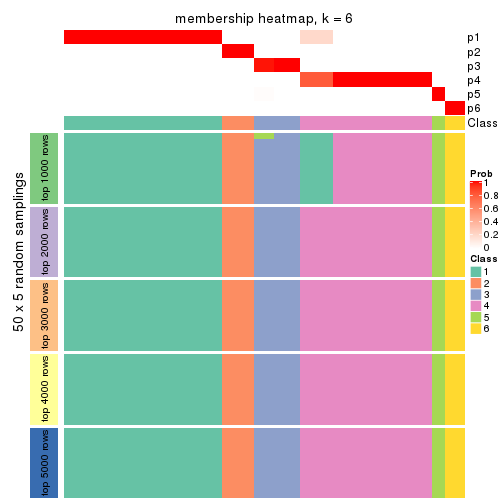 membership heatmap, k = 6
p1
p2
p3
p4
p5
p6
Class
50 x 5 random samplings
top 1000 rows
top 2000 rows
top 3000 rows
top 4000 rows
top 5000 rows
Prob
1
0.8
0.6
0.4
0.2
0
Class
1
2
3
4
5
6